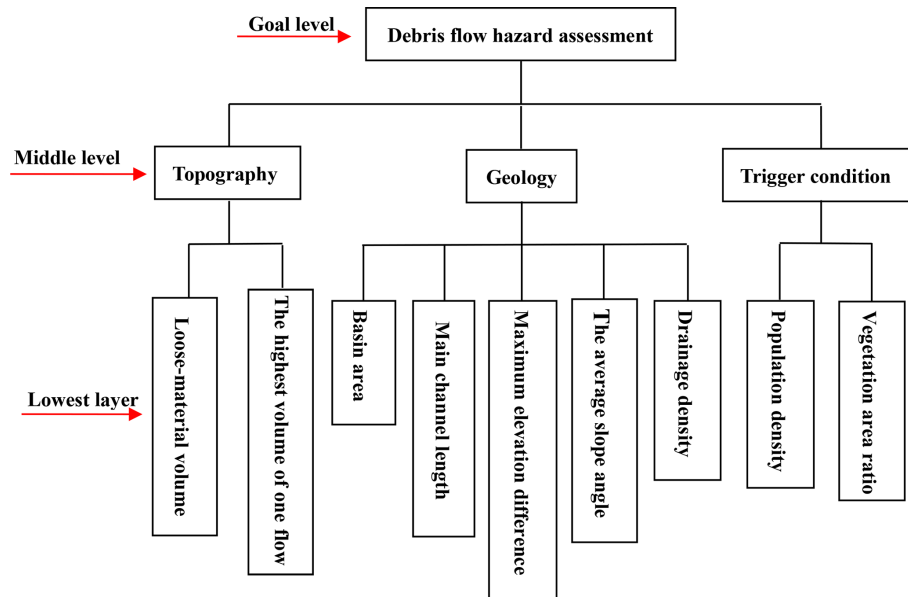 Goal level
Debris flow hazard assessment
Middle level
Topography
Geology
Trigger condition
Lowest layer
Loose-material volume
The highest volume of one flow
Basin area
Main channel length
Maximum elevation difference
The average slope angle
Drainage density
Population density
Vegetation area ratio